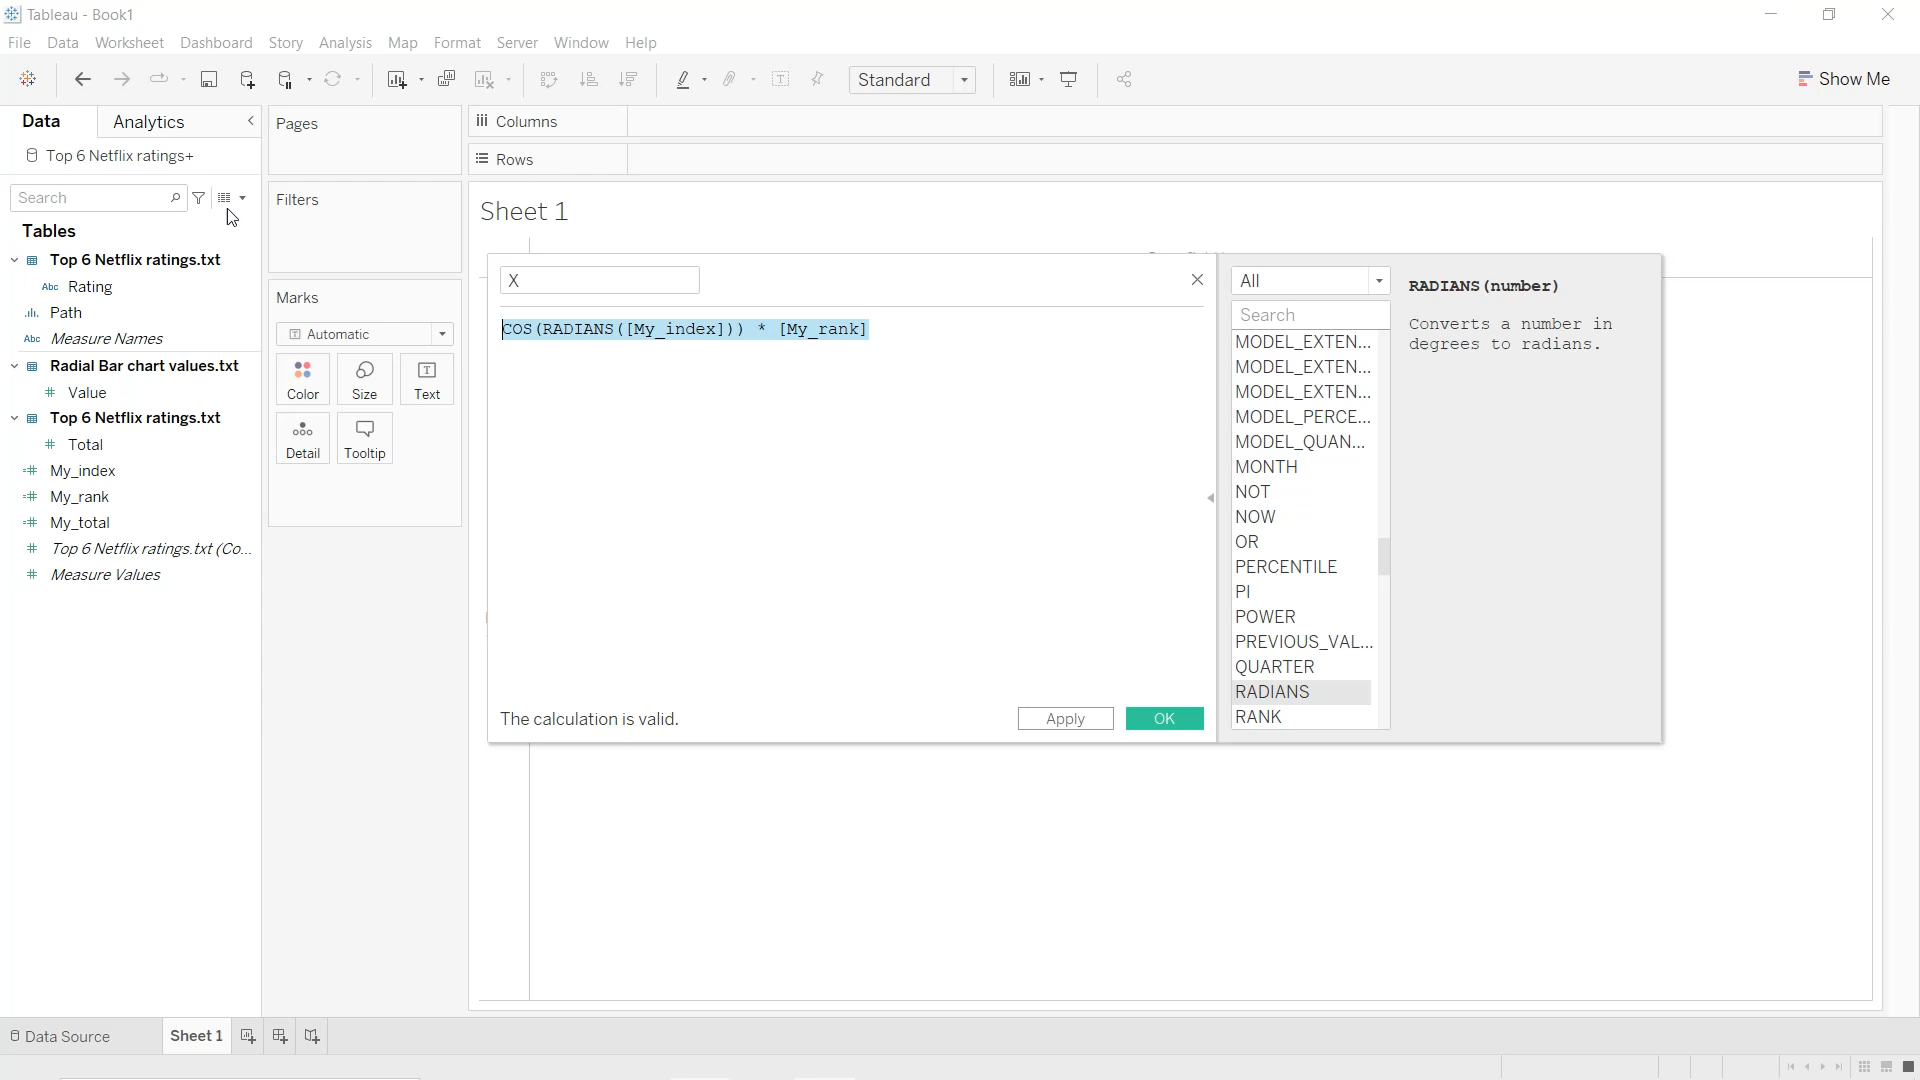 Tableau - Book1
File Data Worksheet Dashboard Story Analysis Map Format Server Window Help
Standard
Show Me
Data
Analytics
Top 6 Netflix ratings+
Search
Tables
Top 6 Netflix ratings.txt
Abc Rating
Path
Abc Measure Names
Radial Bar chart values.txt
Value
Top 6 Netflix ratings.txt
Total
My_index
My_rank
My_total
Top 6 Netflix ratings.txt (Co...
Measure Values
Pages
Filters
Marks
Automatic
Color
Size
Text
Detail
Tooltip
Columns
Rows
Sheet 1
X
COS(RADIANS([My_index])) * [My_rank]
The calculation is valid.
Apply
OK
All
Search
MODEL_EXTEN...
MODEL_EXTEN...
MODEL_EXTEN...
MODEL_PERCE...
MODEL_QUAN...
MONTH
NOT
NOW
OR
PERCENTILE
PI
POWER
PREVIOUS_VAL...
QUARTER
RADIANS
RANK
RADIANS(number)
Converts a number in
degrees to radians.
Data Source
Sheet 1